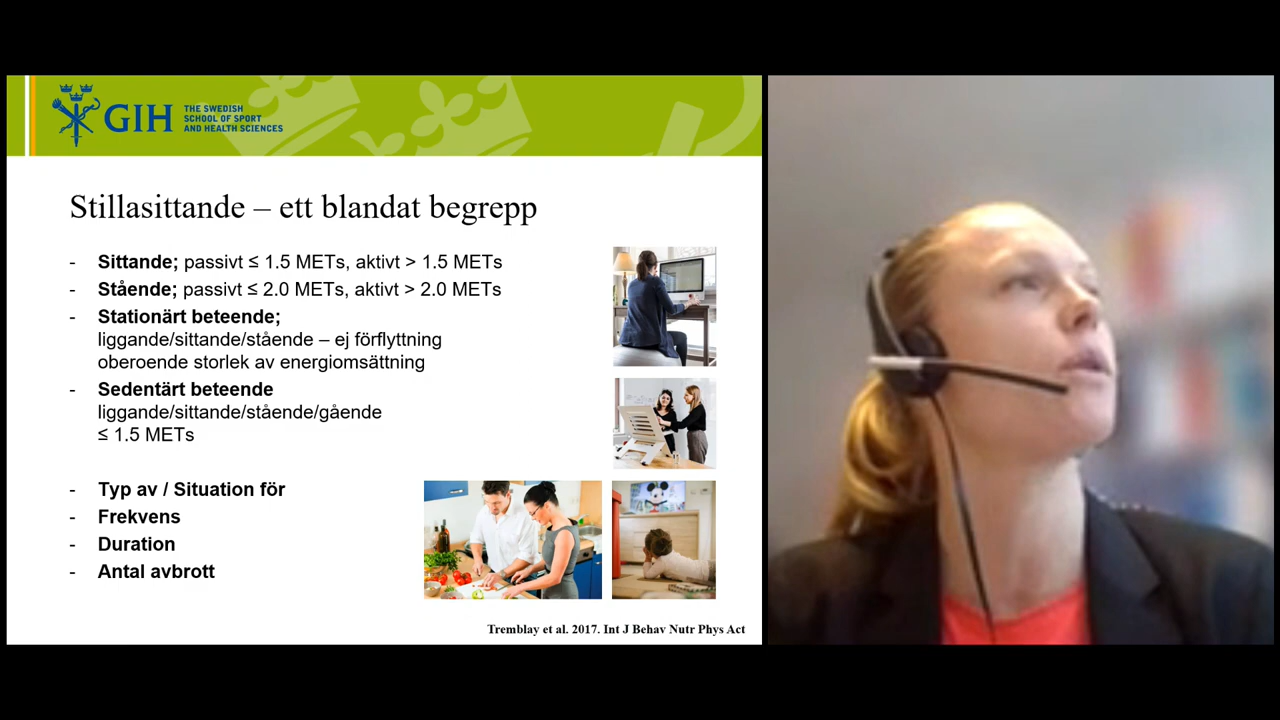 GIH
THE SWEDISH
SCHOOL OF SPORT
AND HEALTH SCIENCES
Stillasittande – ett blandat begrepp
- Sittande; passivt ≤ 1.5 METs, aktivt > 1.5 METs
- Stående; passivt ≤ 2.0 METs, aktivt > 2.0 METs
- Stationärt beteende;
liggande/sittande/stående – ej förflyttning
oberoende storlek av energiomsättning
- Sedentärt beteende
liggande/sittande/stående/gående
≤ 1.5 METs
- Typ av / Situation för
- Frekvens
- Duration
- Antal avbrott
Tremblay et al. 2017. Int J Behav Nutr Phys Act